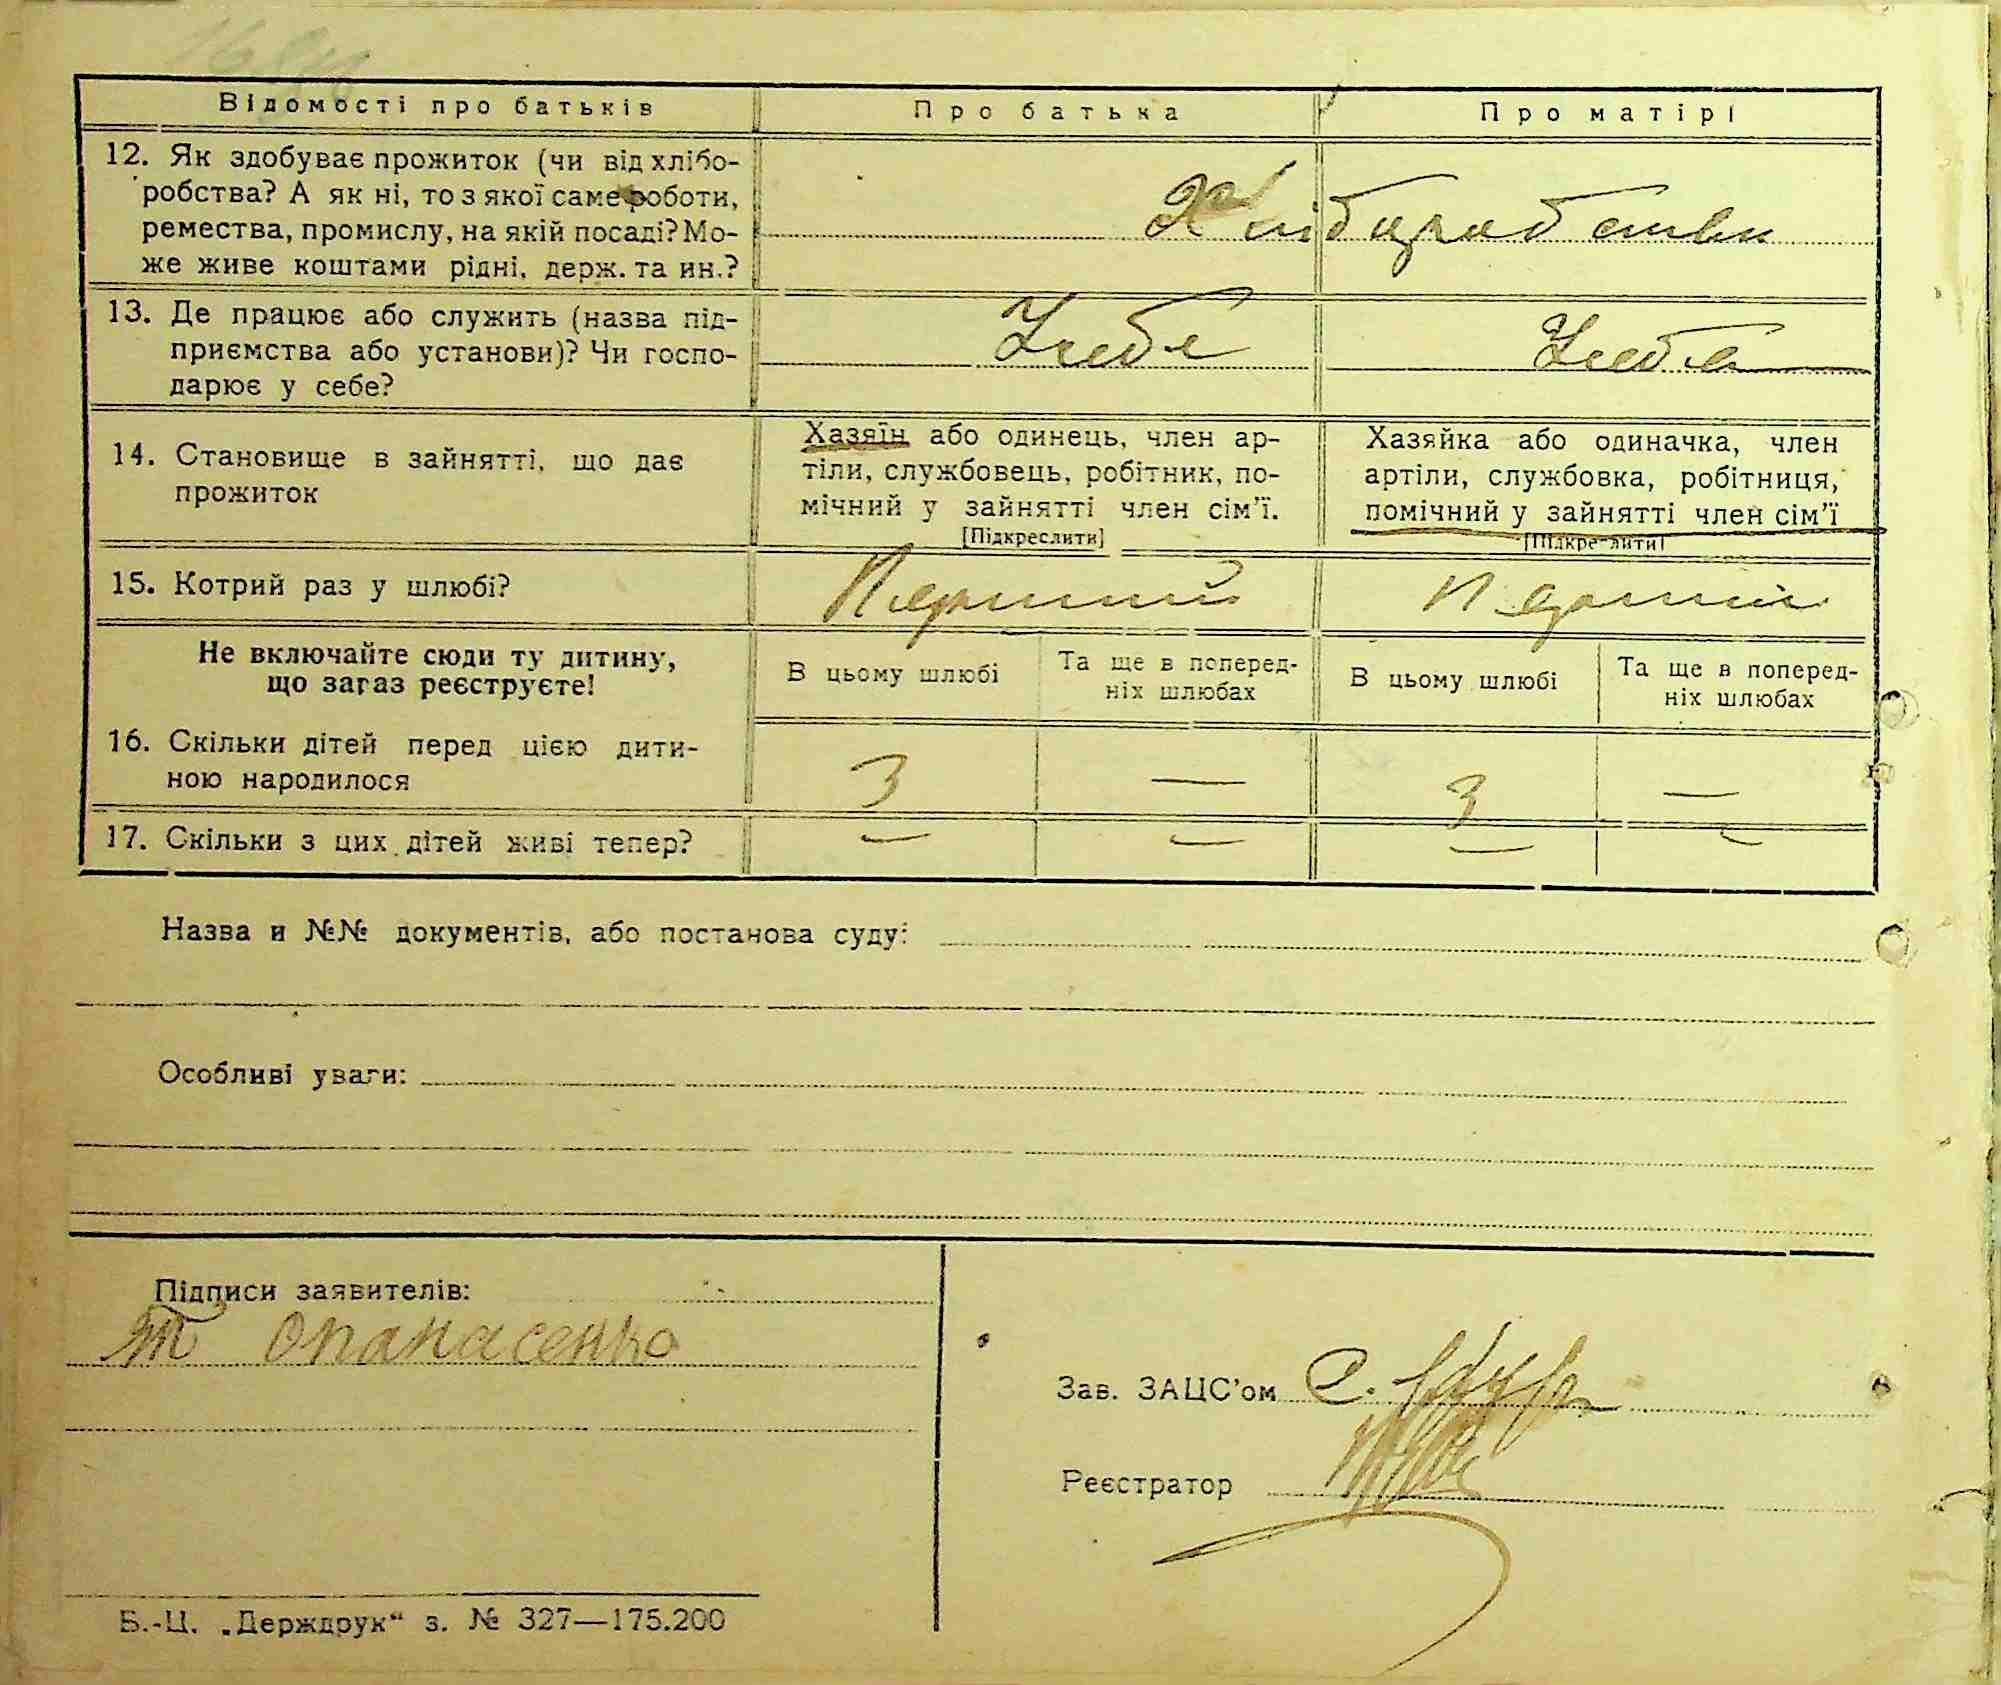 Відомості про батьків
Про батька
Про матірі
12. Як здобуває прожиток (чи від хлібо-
робства? А як ні, то з якої саме роботи,
ремества, промислу, на якій посаді? Мо-
же живе коштами рідні, держ. та ин.?
13. Де працює або служить (назва під-
приємства або установи)? Чи госпо-
дарює у себе?
У себе
У себе
14. Становище в зайнятті, що дає
прожиток
Хазяїн або одинець, член ар-
тіли, службовець, робітник, по-
мічний у зайнятті член сім'ї.
[Підкреслити]
Хазяйка або одиначка, член
артіли, службовка, робітниця,
помічний у зайнятті член сім'ї
[Підкреслити]
15. Котрий раз у шлюбі?
Перший
Перший
Не включайте сюди ту дитину,
що зараз реєструєте!
В цьому шлюбі
Та ще в поперед-
ніх шлюбах
В цьому шлюбі
Та ще в поперед-
ніх шлюбах
16. Скільки дітей перед цією дити-
ною народилося
3
—
3
—
17. Скільки з цих дітей живі тепер?
—
—
—
—
Назва и №№ документів, або постанова суду:
Особливі уваги:
Підписи заявителів:
Опанасенко
Зав. ЗАЦС'ом
Реєстратор
Б.-Ц. „Держдрук“ з. № 327—175.200